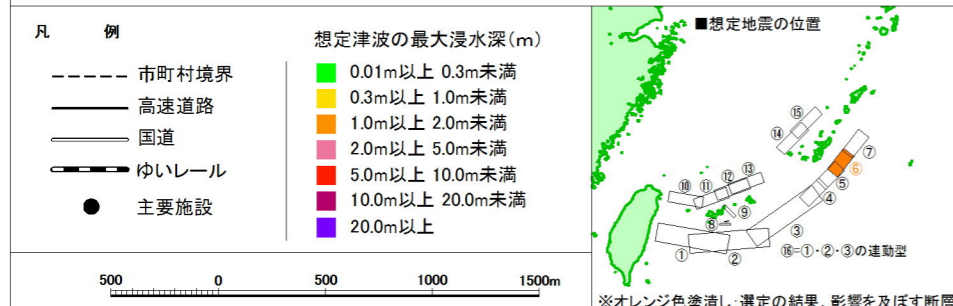 凡 例
市町村境界
高速道路
国道
ゆいレール
主要施設
想定津波の最大浸水深(m)
0.01m以上 0.3m未満
0.3m以上 1.0m未満
1.0m以上 2.0m未満
2.0m以上 5.0m未満
5.0m以上 10.0m未満
10.0m以上 20.0m未満
20.0m以上
500 0 500 1000 1500m
■想定地震の位置
⑮
⑭
⑦
⑥
⑤
④
⑬
⑫
⑪
⑩
⑨
⑧
③
①
②
⑯=①・②・③の連動型
※オレンジ色塗潰し:選定の結果、影響を及ぼす断層